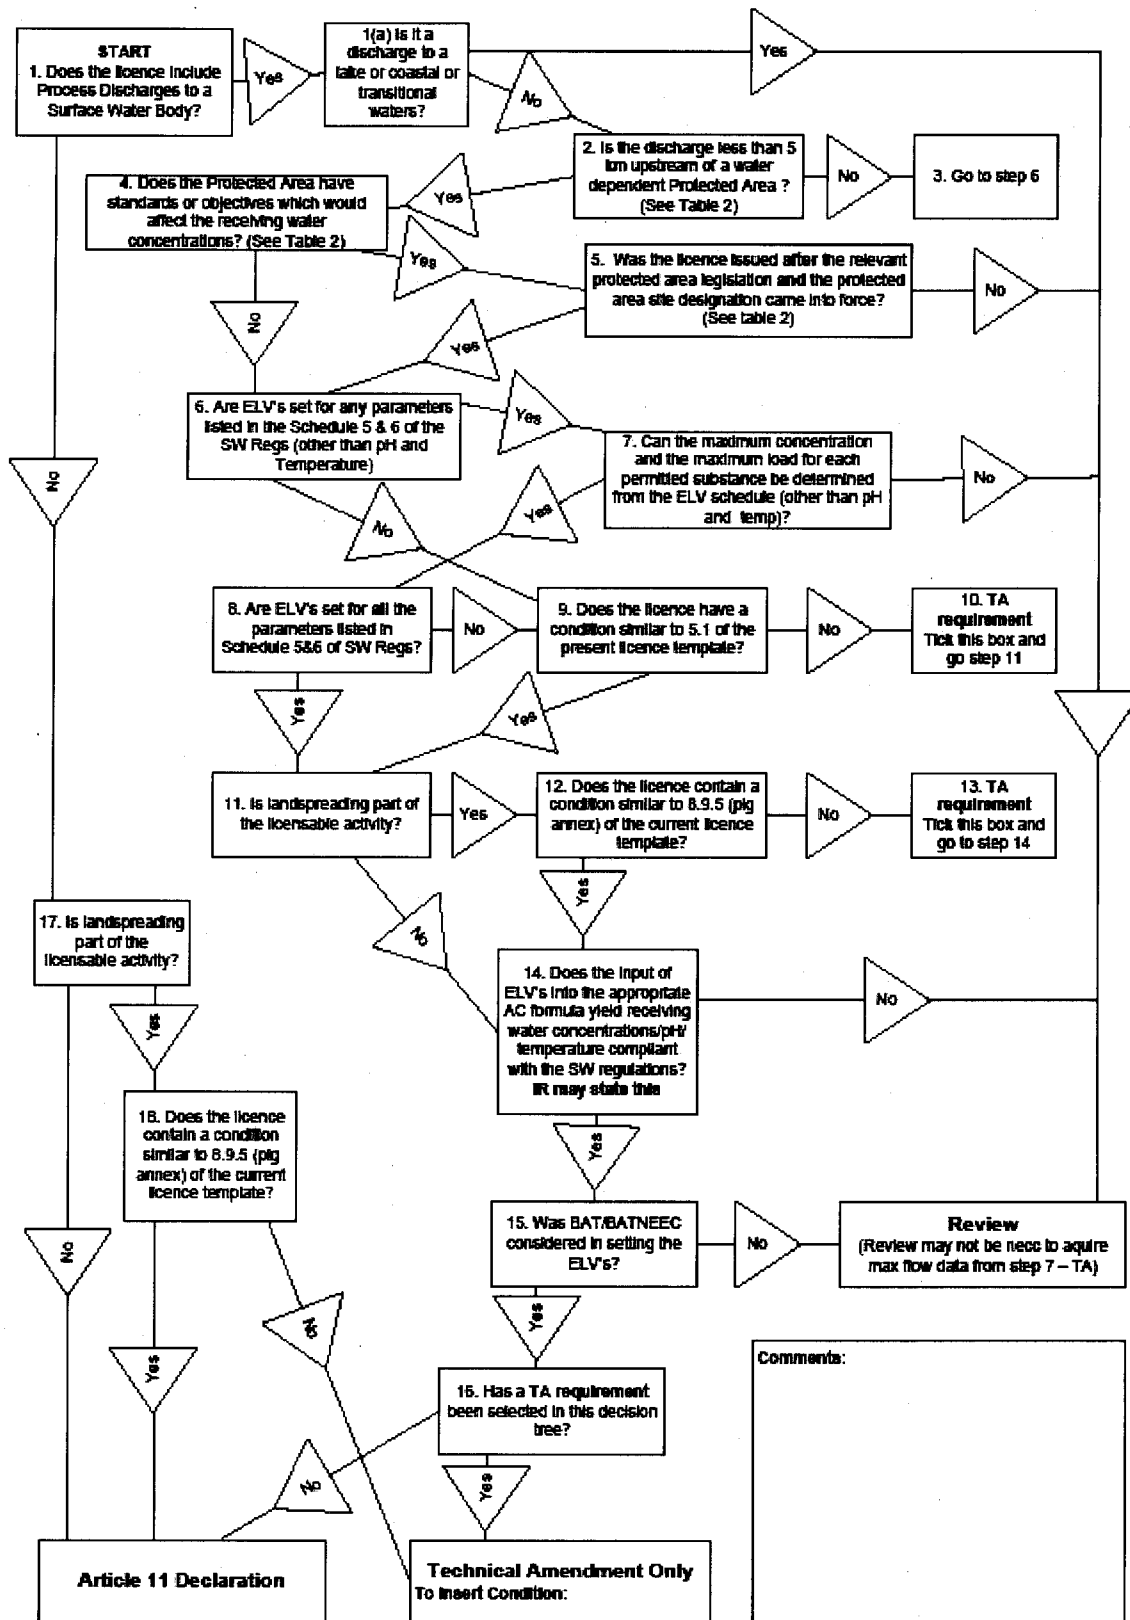 START
1. Does the licence include
Process Discharges to a
Surface Water Body?
Yes
1(a) Is it a
discharge to a
lake or coastal or
transitional
waters?
Yes
No
2. Is the discharge less than 5
km upstream of a water
dependent Protected Area ?
(See Table 2)
No
3. Go to step 6
Yes
4. Does the Protected Area have
standards or objectives which would
affect the receiving water
concentrations? (See Table 2)
Yes
5. Was the licence issued after the relevant
protected area legislation and the protected
area site designation came into force?
(See table 2)
No
No
Yes
6. Are ELV's set for any parameters
listed in the Schedule 5 & 6 of the
SW Regs (other than pH and
Temperature)
Yes
7. Can the maximum concentration
and the maximum load for each
permitted substance be determined
from the ELV schedule (other than pH
and temp)?
No
No
No
Yes
8. Are ELV's set for all the
parameters listed in
Schedule 5&6 of SW Regs?
No
9. Does the licence have a
condition similar to 5.1 of the
present licence template?
No
10. TA
requirement
Tick this box and
go step 11
Yes
Yes
11. Is landspreading part of
the licensable activity?
Yes
12. Does the licence contain a
condition similar to 8.9.5 (pig
annex) of the current licence
template?
No
13. TA
requirement
Tick this box and
go to step 14
Yes
No
17. Is landspreading
part of the
licensable activity?
14. Does the input of
ELV's into the appropritate
AC formula yield receiving
water concentrations/pH/
temperature compliant
with the SW regulations?
IR may state this
No
Yes
18. Does the licence
contain a condition
similar to 8.9.5 (pig
annex) of the current
licence template?
Yes
15. Was BAT/BATNEEC
considered in setting the
ELV's?
No
Review
(Review may not be necc to aquire
max flow data from step 7 – TA)
No
No
Yes
Yes
Comments:
16. Has a TA requirement
been selected in this decision
tree?
No
Yes
Article 11 Declaration
Technical Amendment Only
To Insert Condition: